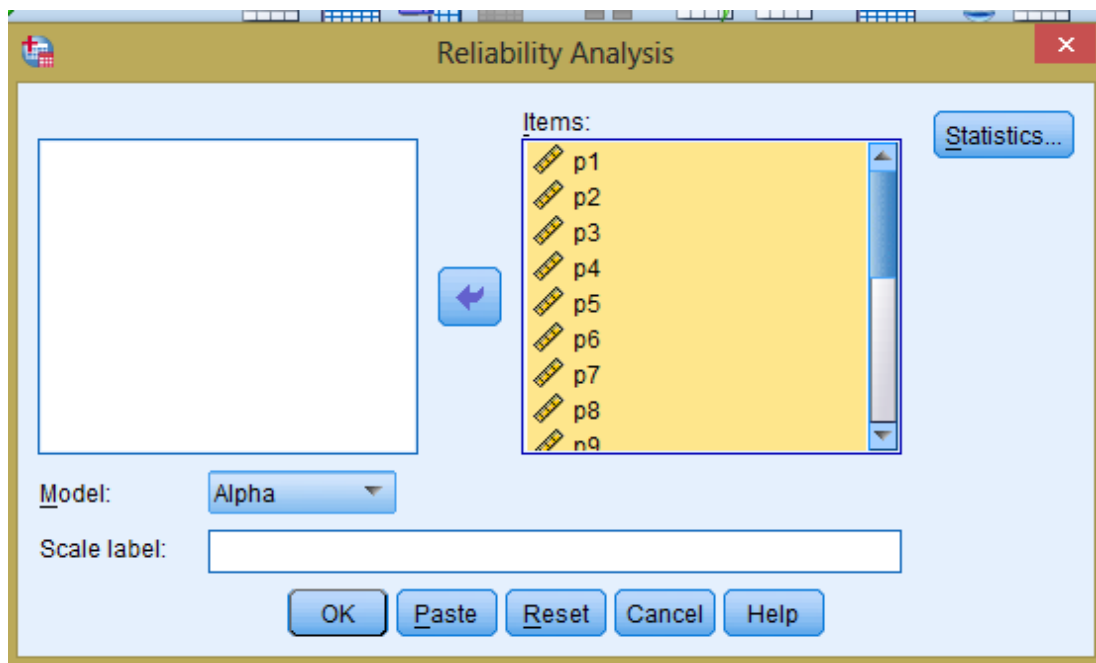 Reliability Analysis
Items:
Statistics...
p1
p2
p3
p4
p5
p6
p7
p8
p9
Model:
Alpha
Scale label:
OK
Paste
Reset
Cancel
Help